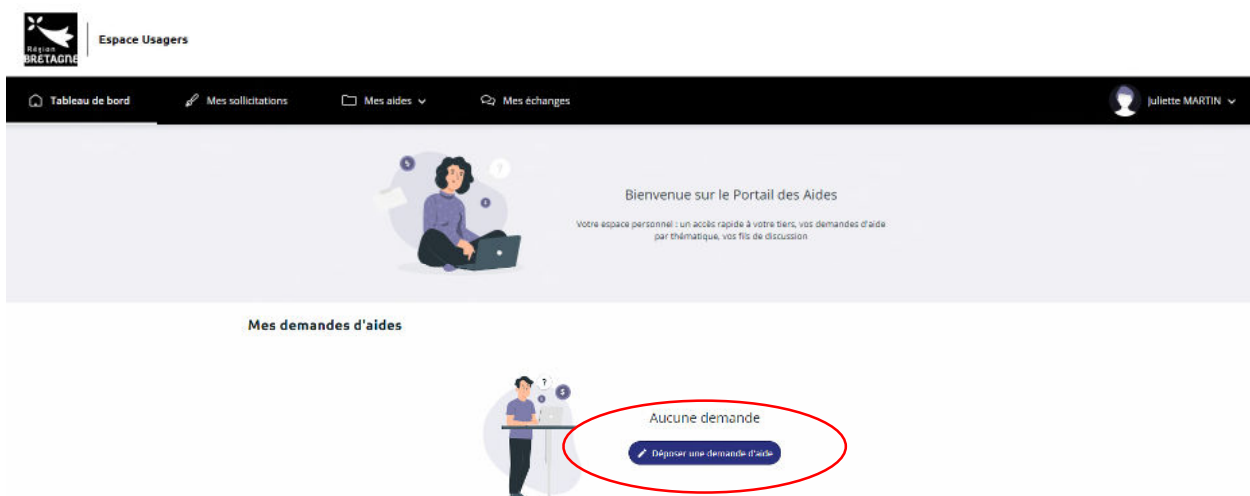 Région
BRETAGNE
Espace Usagers
Tableau de bord
Mes sollicitations
Mes aides
Mes échanges
Juliette MARTIN
$
?
Bienvenue sur le Portail des Aides
Votre espace personnel : un accès rapide à votre tiers, vos demandes d'aide
par thématique, vos fils de discussion
Mes demandes d'aides
?
$
Aucune demande
Déposer une demande d'aide